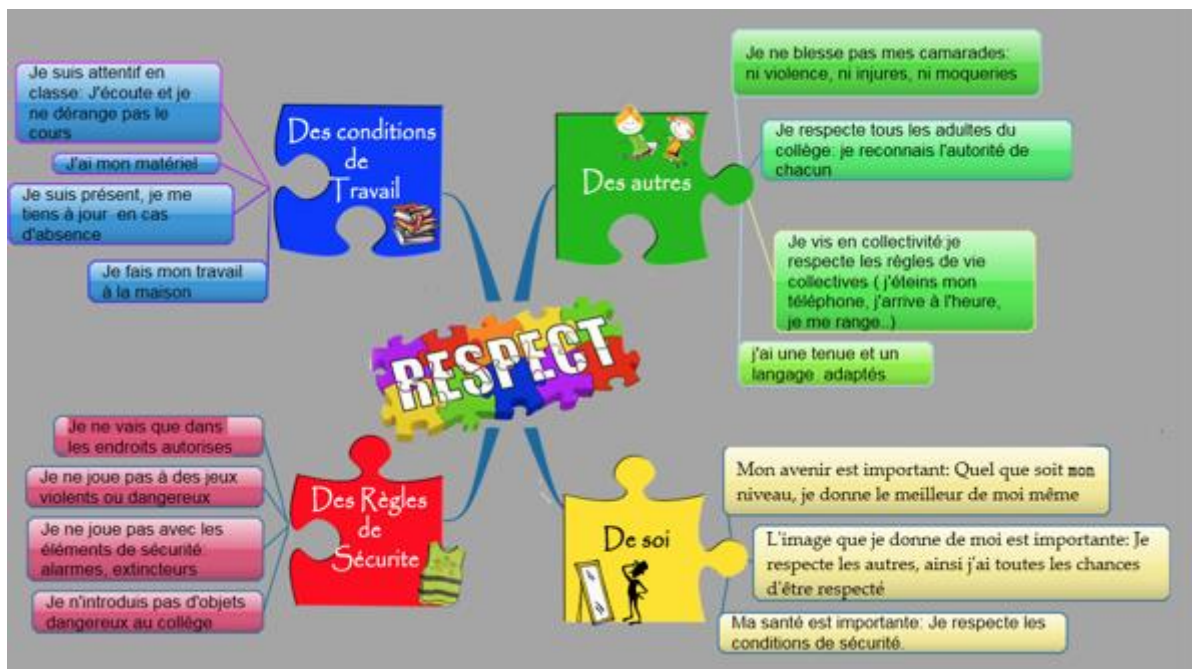 RESPECT
Des conditions
de
Travail
Je suis attentif en
classe: J'écoute et je
ne dérange pas le
cours
J'ai mon matériel
Je suis présent, je me
tiens à jour en cas
d'absence
Je fais mon travail
à la maison
Des autres
Je ne blesse pas mes camarades:
ni violence, ni injures, ni moqueries
Je respecte tous les adultes du
collège: je reconnais l'autorité de
chacun
Je vis en collectivité:je
respecte les règles de vie
collectives ( j'éteins mon
téléphone, j'arrive à l'heure,
je me range..)
j'ai une tenue et un
langage adaptés
Des Règles
de
Sécurite
Je ne vais que dans
les endroits autorises
Je ne joue pas à des jeux
violents ou dangereux
Je ne joue pas avec les
éléments de sécurité:
alarmes, extincteurs
Je n'introduis pas d'objets
dangereux au collège
De soi
Mon avenir est important: Quel que soit mon
niveau, je donne le meilleur de moi même
L'image que je donne de moi est importante: Je
respecte les autres, ainsi j'ai toutes les chances
d'être respecté
Ma santé est importante: Je respecte les
conditions de sécurité.